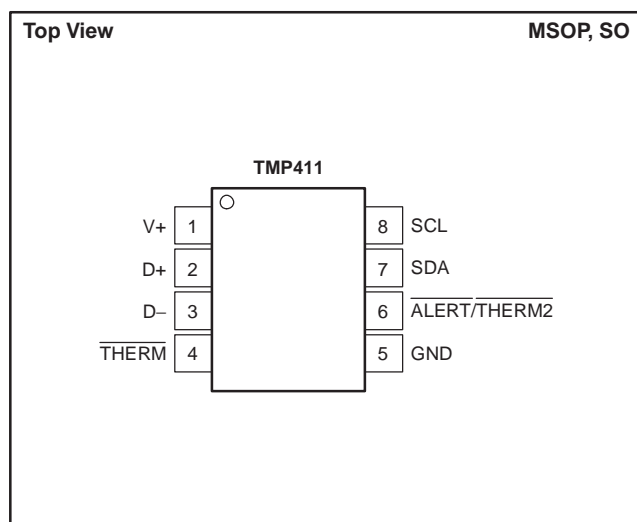 Top View MSOP, SO
TMP411
V+ 1 8 SCL
D+ 2 7 SDA
D– 3 6 ALERT/THERM2
THERM 4 5 GND